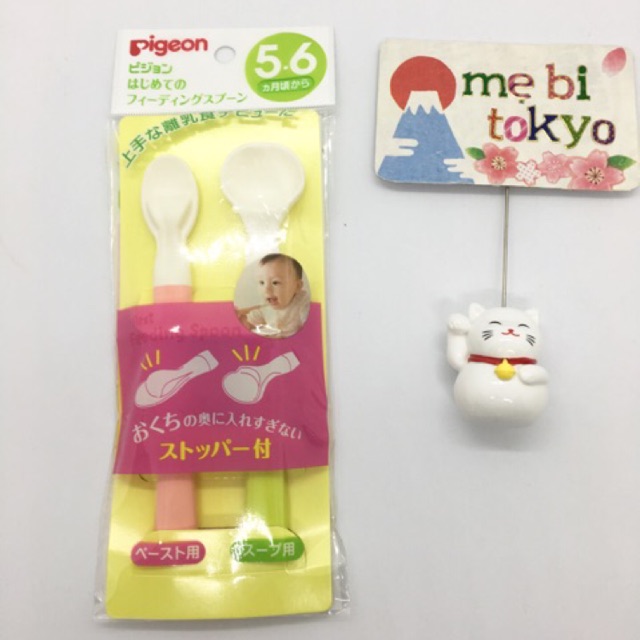 pigeon
ピジョン
はじめての
フィーディングスプーン
5・6
ヵ月頃から
上手な離乳食デビューに
Feeding Spoon
おくちの奥に入れすぎない
ストッパー付
ペースト用
スープ用
mẹ bi
tokyo